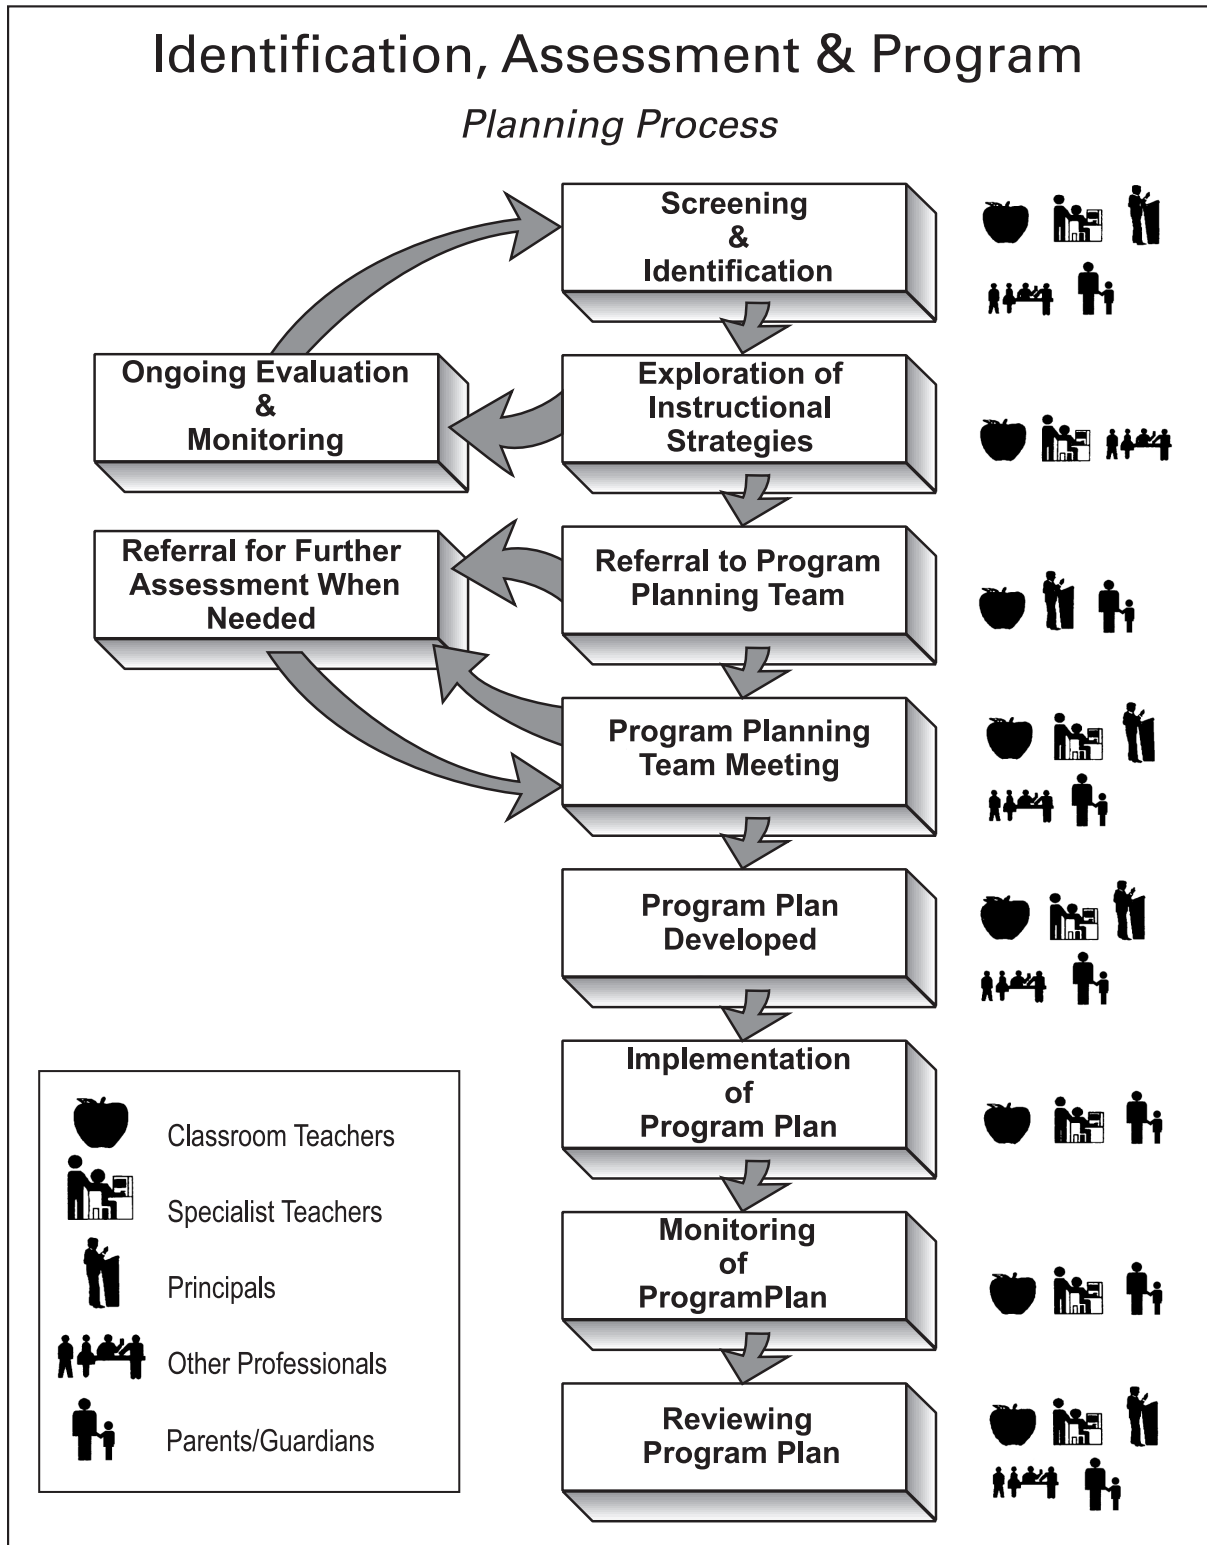 Identification, Assessment & Program
Planning Process
Screening
&
Identification
Ongoing Evaluation
&
Monitoring
Exploration of
Instructional
Strategies
Referral for Further
Assessment When
Needed
Referral to Program
Planning Team
Program Planning
Team Meeting
Program Plan
Developed
Implementation
of
Program Plan
Monitoring
of
ProgramPlan
Reviewing
Program Plan
Classroom Teachers
Specialist Teachers
Principals
Other Professionals
Parents/Guardians